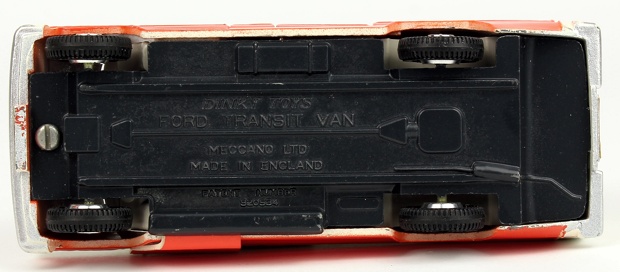 DINKY TOYS
FORD TRANSIT VAN
MECCANO LTD
MADE IN ENGLAND